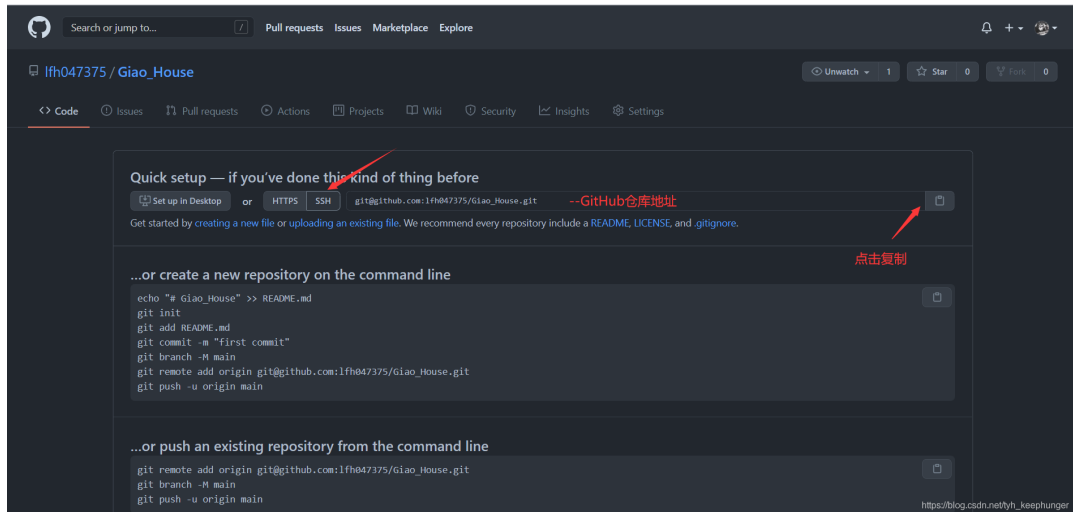 Search or jump to... / Pull requests Issues Marketplace Explore
lfh047375 / Giao_House Unwatch 1 Star 0 Fork 0
<> Code Issues Pull requests Actions Projects Wiki Security Insights Settings
Quick setup — if you've done this kind of thing before
Set up in Desktop or HTTPS SSH git@github.com:lfh047375/Giao_House.git --GitHub仓库地址
Get started by creating a new file or uploading an existing file. We recommend every repository include a README, LICENSE, and .gitignore.
点击复制
...or create a new repository on the command line
echo "# Giao_House" >> README.md
git init
git add README.md
git commit -m "first commit"
git branch -M main
git remote add origin git@github.com:lfh047375/Giao_House.git
git push -u origin main
...or push an existing repository from the command line
git remote add origin git@github.com:lfh047375/Giao_House.git
git branch -M main
git push -u origin main
https://blog.csdn.net/tyh_keephunger